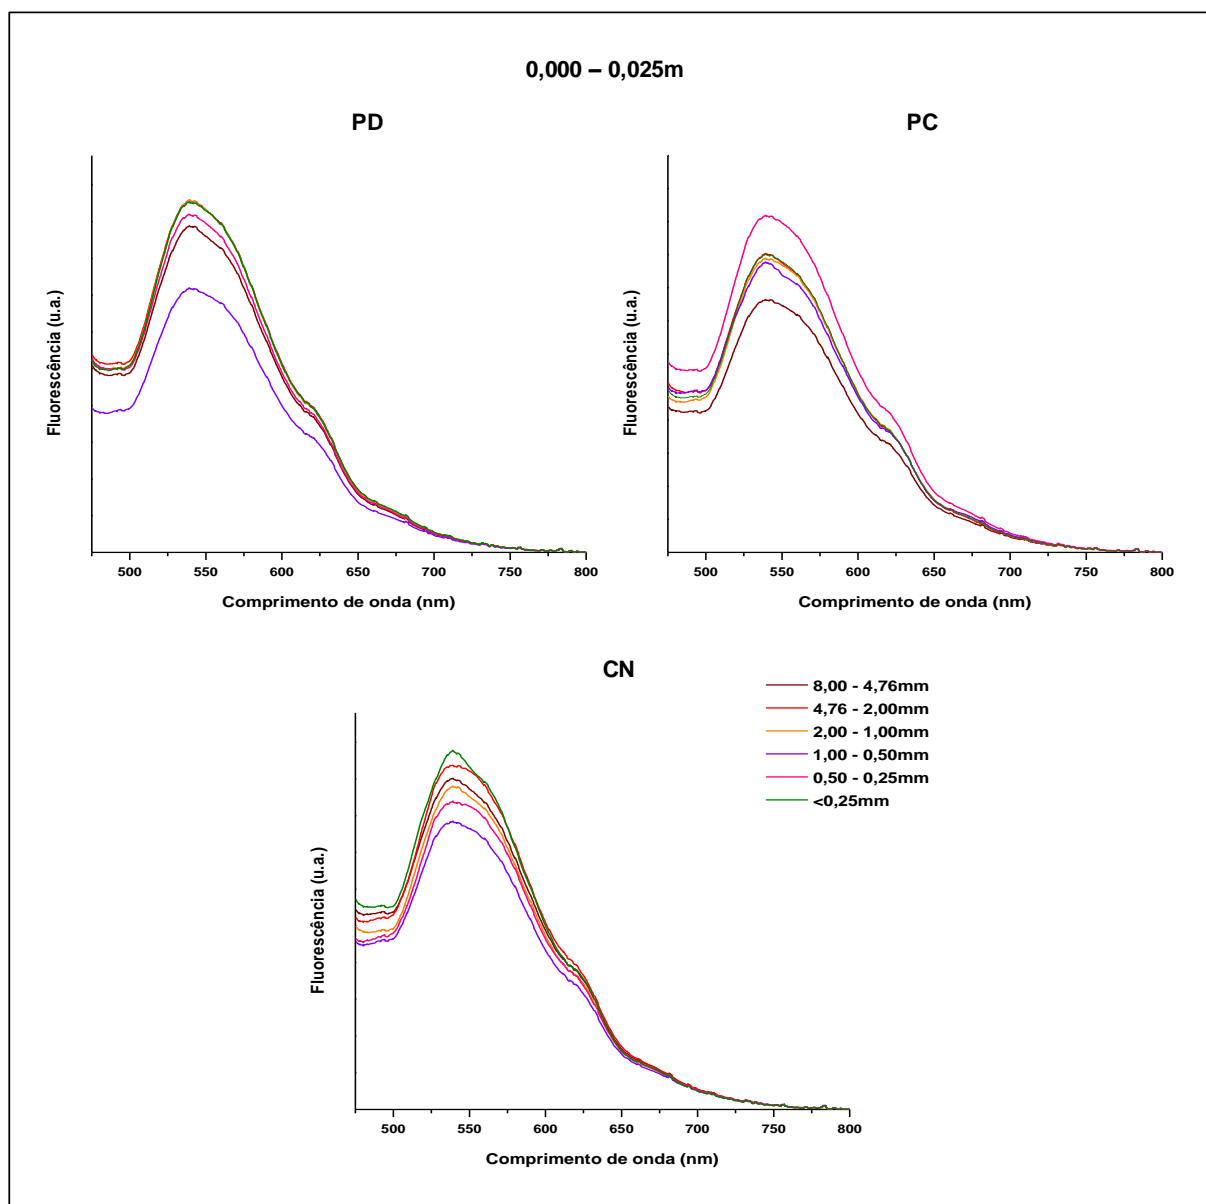 0,000 – 0,025m
PD
Fluorescência (u.a.)
500 550 600 650 700 750 800
Comprimento de onda (nm)
PC
Fluorescência (u.a.)
500 550 600 650 700 750 800
Comprimento de onda (nm)
CN
Fluorescência (u.a.)
500 550 600 650 700 750 800
Comprimento de onda (nm)
8,00 - 4,76mm
4,76 - 2,00mm
2,00 - 1,00mm
1,00 - 0,50mm
0,50 - 0,25mm
<0,25mm